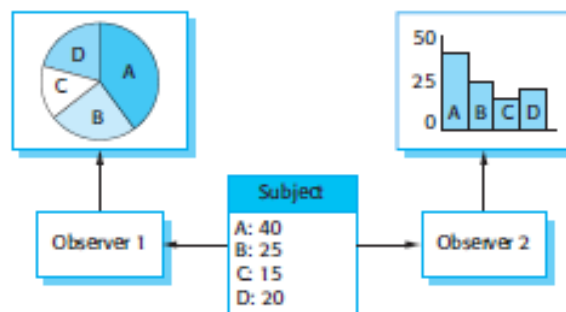 D
A
C
B
50
25
0
A B C D
Subject
A: 40
B: 25
C: 15
D: 20
Observer 1
Observer 2